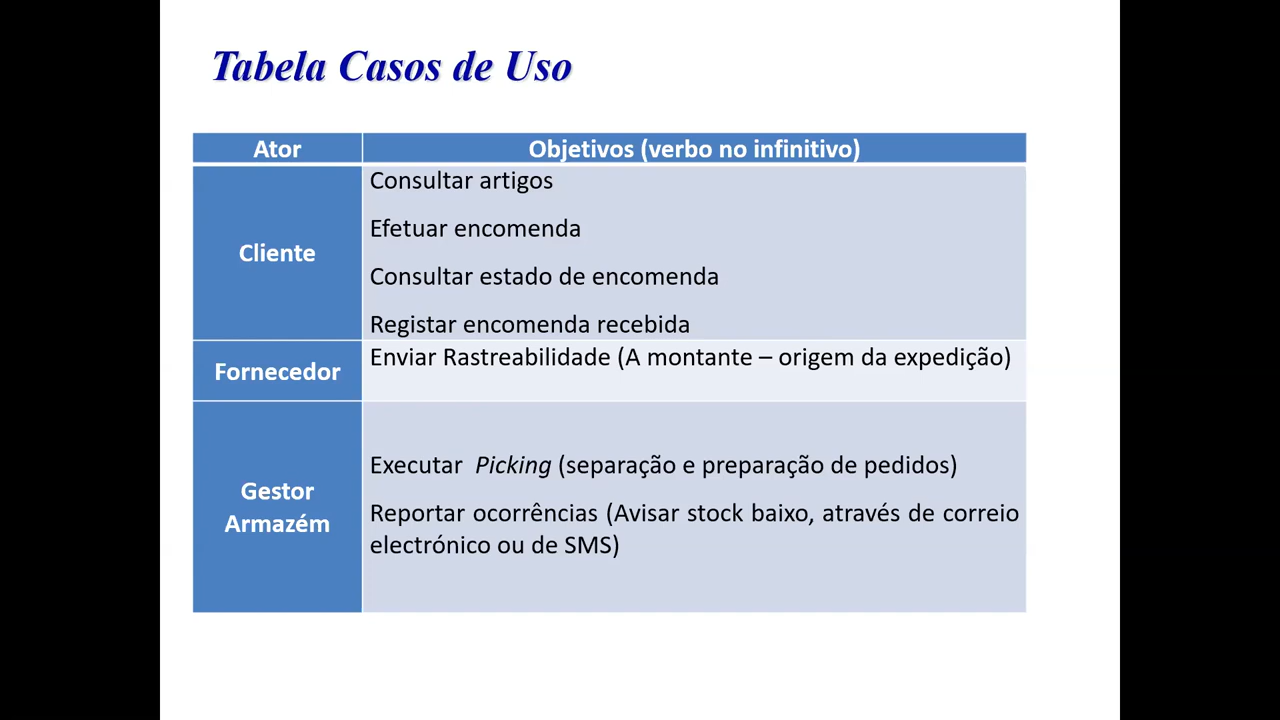 Tabela Casos de Uso
Ator
Objetivos (verbo no infinitivo)
Cliente
Consultar artigos
Efetuar encomenda
Consultar estado de encomenda
Registar encomenda recebida
Fornecedor
Enviar Rastreabilidade (A montante – origem da expedição)
Gestor
Armazém
Executar Picking (separação e preparação de pedidos)
Reportar ocorrências (Avisar stock baixo, através de correio
electrónico ou de SMS)